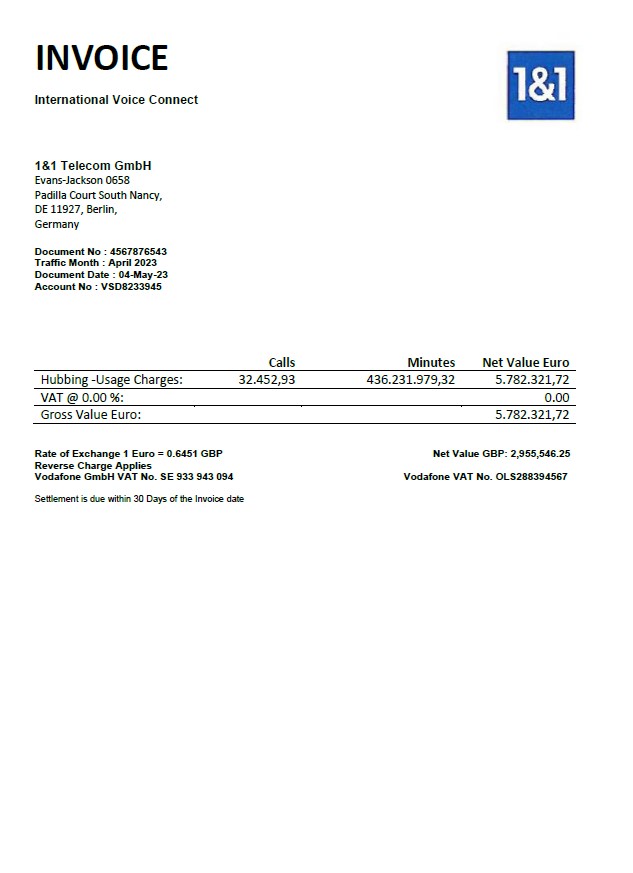 INVOICE
1&1
International Voice Connect
1&1 Telecom GmbH
Evans-Jackson 0658
Padilla Court South Nancy,
DE 11927, Berlin,
Germany
Document No : 4567876543
Traffic Month : April 2023
Document Date : 04-May-23
Account No : VSD8233945
Calls Minutes Net Value Euro
Hubbing -Usage Charges: 32.452,93 436.231.979,32 5.782.321,72
VAT @ 0.00 %: 0.00
Gross Value Euro: 5.782.321,72
Rate of Exchange 1 Euro = 0.6451 GBP Net Value GBP: 2,955,546.25
Reverse Charge Applies
Vodafone GmbH VAT No. SE 933 943 094 Vodafone VAT No. OLS288394567
Settlement is due within 30 Days of the Invoice date